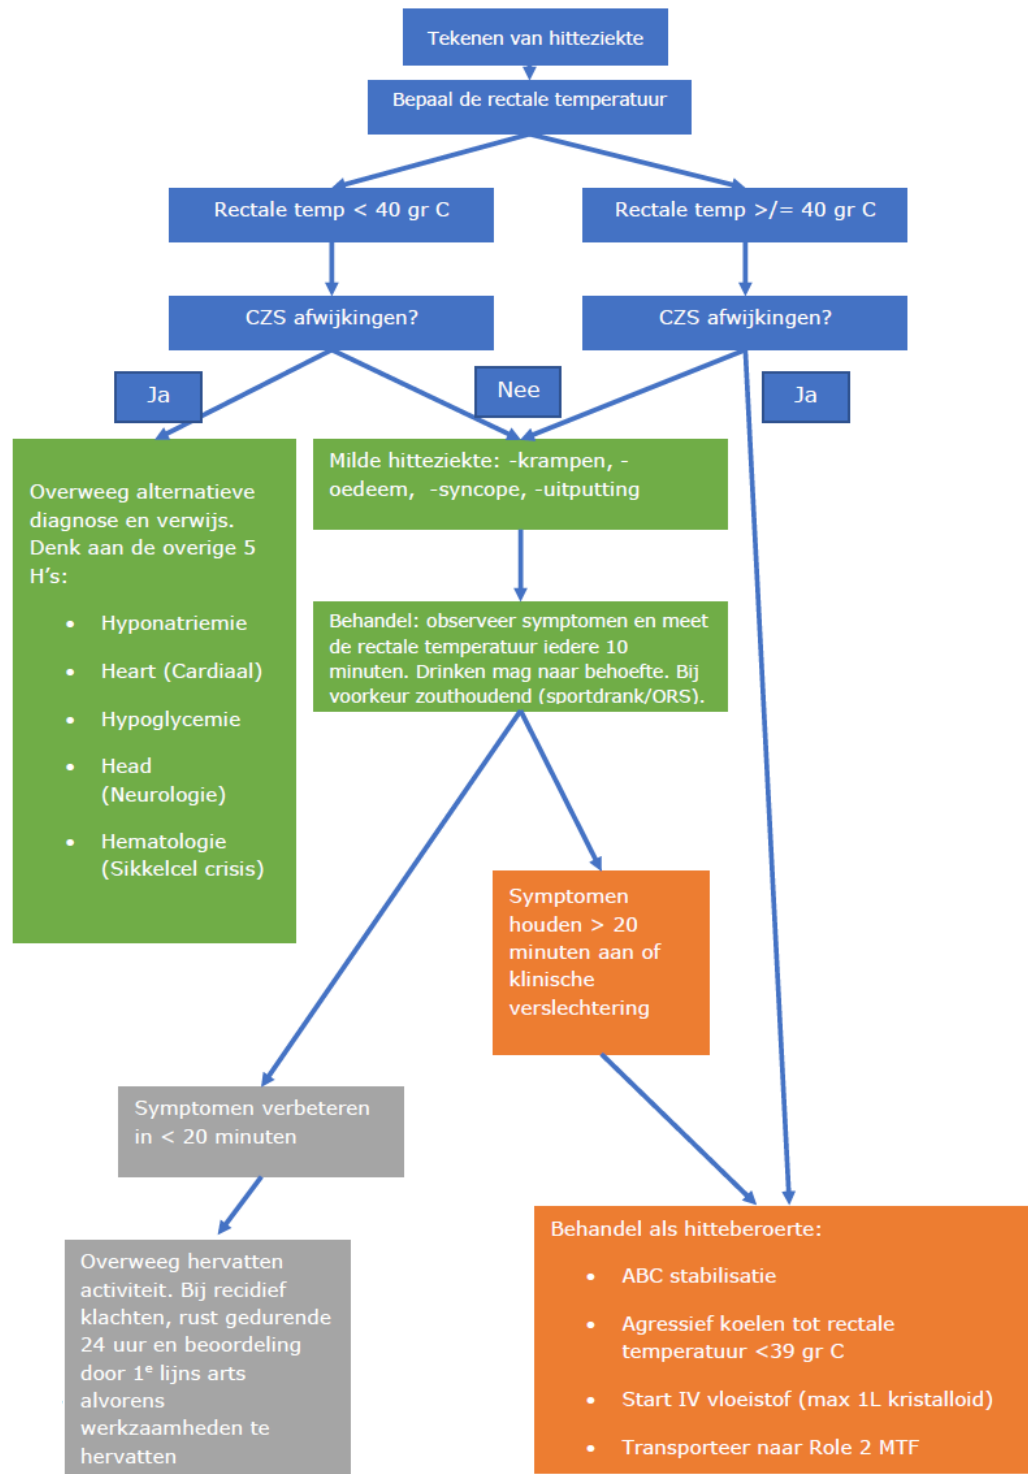 Tekenen van hitteziekte
Bepaal de rectale temperatuur
Rectale temp < 40 gr C
Rectale temp >/= 40 gr C
CZS afwijkingen?
CZS afwijkingen?
Ja
Nee
Ja
Overweeg alternatieve
diagnose en verwijs.
Denk aan de overige 5
H's:
• Hyponatriemie
• Heart (Cardiaal)
• Hypoglycemie
• Head
(Neurologie)
• Hematologie
(Sikkelcel crisis)
Milde hitteziekte: -krampen, -
oedeem, -syncope, -uitputting
Behandel: observeer symptomen en meet
de rectale temperatuur iedere 10
minuten. Drinken mag naar behoefte. Bij
voorkeur zouthoudend (sportdrank/ORS).
Symptomen
houden > 20
minuten aan of
klinische
verslechtering
Symptomen verbeteren
in < 20 minuten
Overweeg hervatten
activiteit. Bij recidief
klachten, rust gedurende
24 uur en beoordeling
door 1e lijns arts
alvorens
werkzaamheden te
hervatten
Behandel als hitteberoerte:
• ABC stabilisatie
• Agressief koelen tot rectale
temperatuur <39 gr C
• Start IV vloeistof (max 1L kristalloid)
• Transporteer naar Role 2 MTF